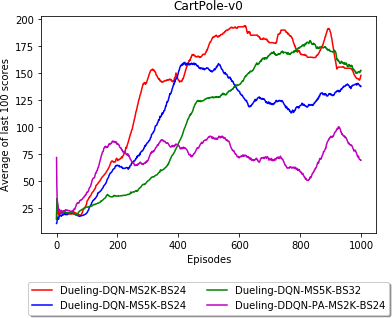 CartPole-v0
200
175
150
125
100
75
50
25
Average of last 100 scores
0
200
400
600
800
1000
Episodes
Dueling-DQN-MS2K-BS24
Dueling-DQN-MS5K-BS24
Dueling-DQN-MS5K-BS32
Dueling-DDQN-PA-MS2K-BS24